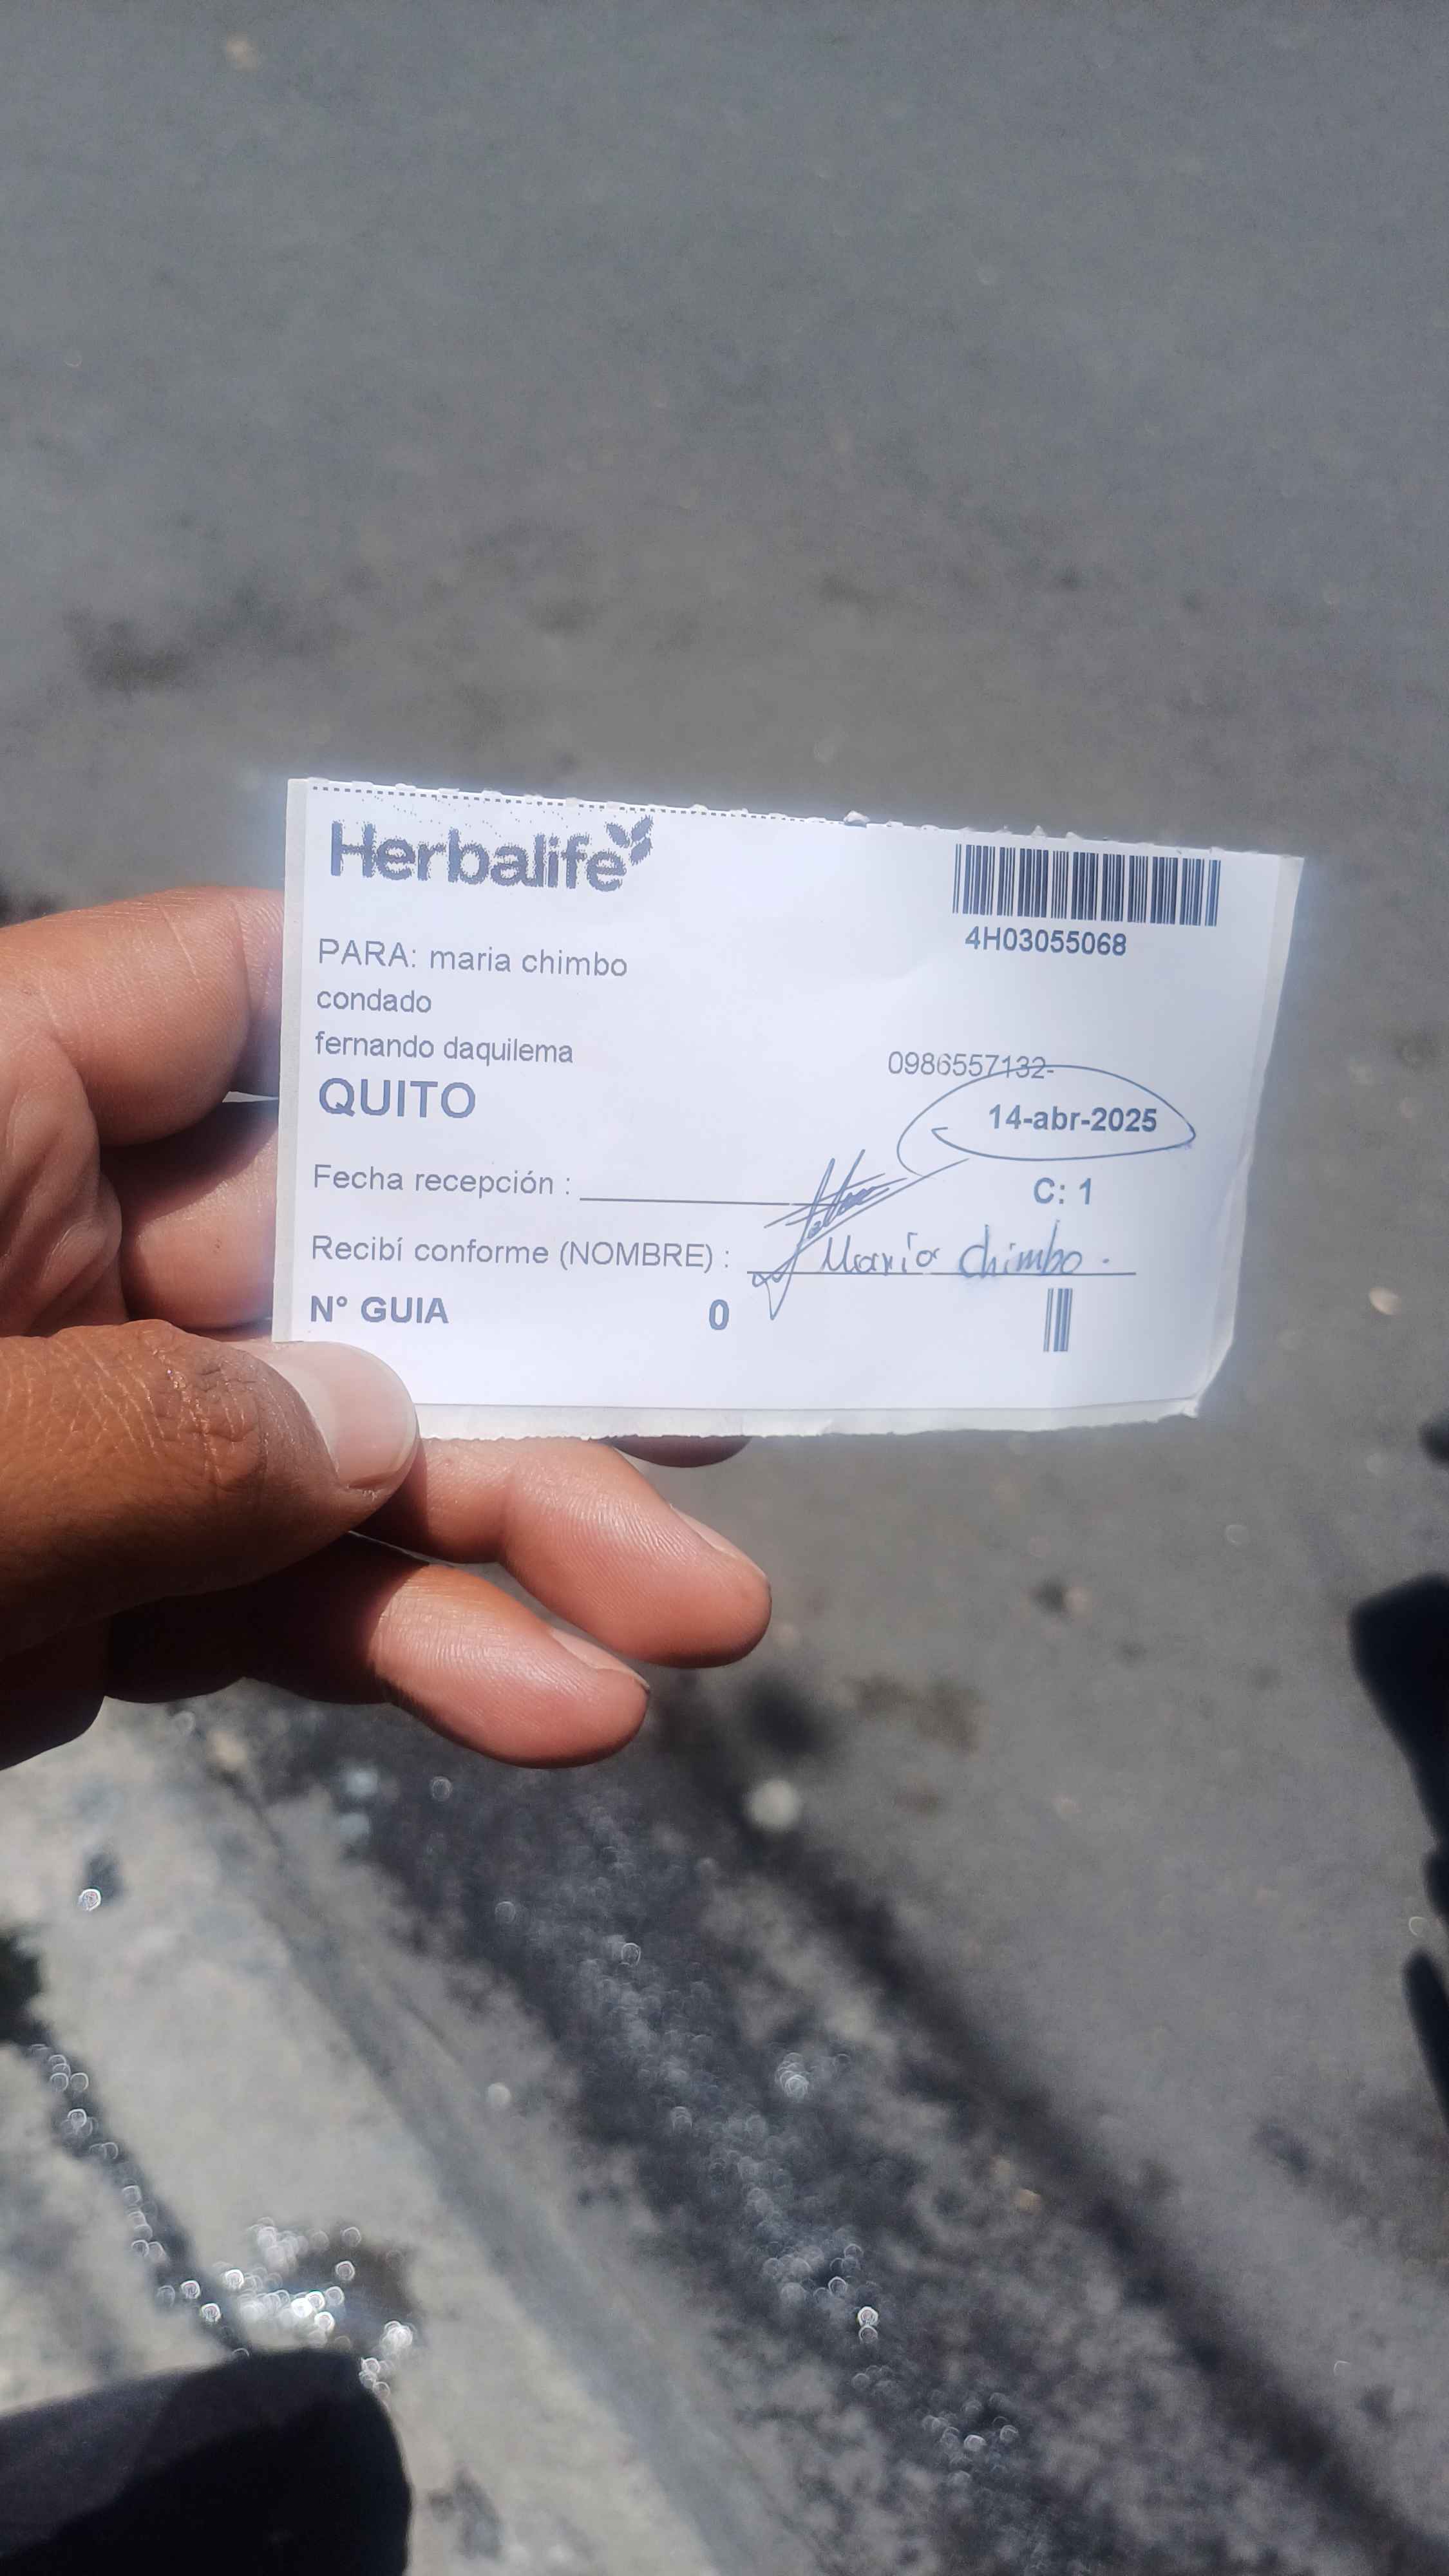 Herbalife
4H03055068
PARA: maria chimbo
condado
fernando daquilema
0986557132-
QUITO
14-abr-2025
Fecha recepción :
C: 1
Recibí conforme (NOMBRE) : María Chimbo.
N° GUIA 0